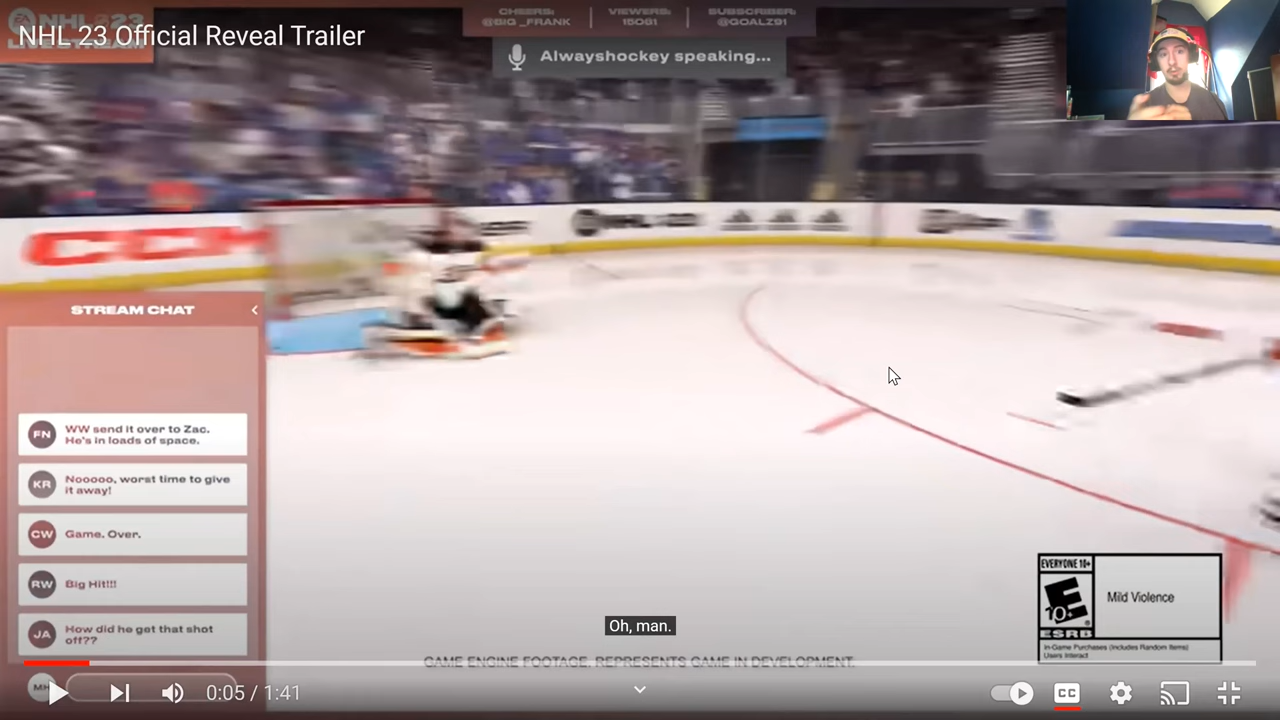 NHL 23 Official Reveal Trailer
CHEERS:
@BIG_FRANK
VIEWERS:
15061
SUBSCRIBER:
@GOALZ91
Alwayshockey speaking...
CCM
NHL 23
STREAM CHAT
FN
WW send it over to Zac.
He's in loads of space.
KR
Nooooo, worst time to give
it away!
CW
Game. Over.
RW
Big Hit!!!
JA
How did he get that shot
off??
EVERYONE 10+
E
10+
ESRB
Mild Violence
In-Game Purchases (Includes Random Items)
Users Interact
Oh, man.
GAME ENGINE FOOTAGE. REPRESENTS GAME IN DEVELOPMENT.
0:05 / 1:41
CC